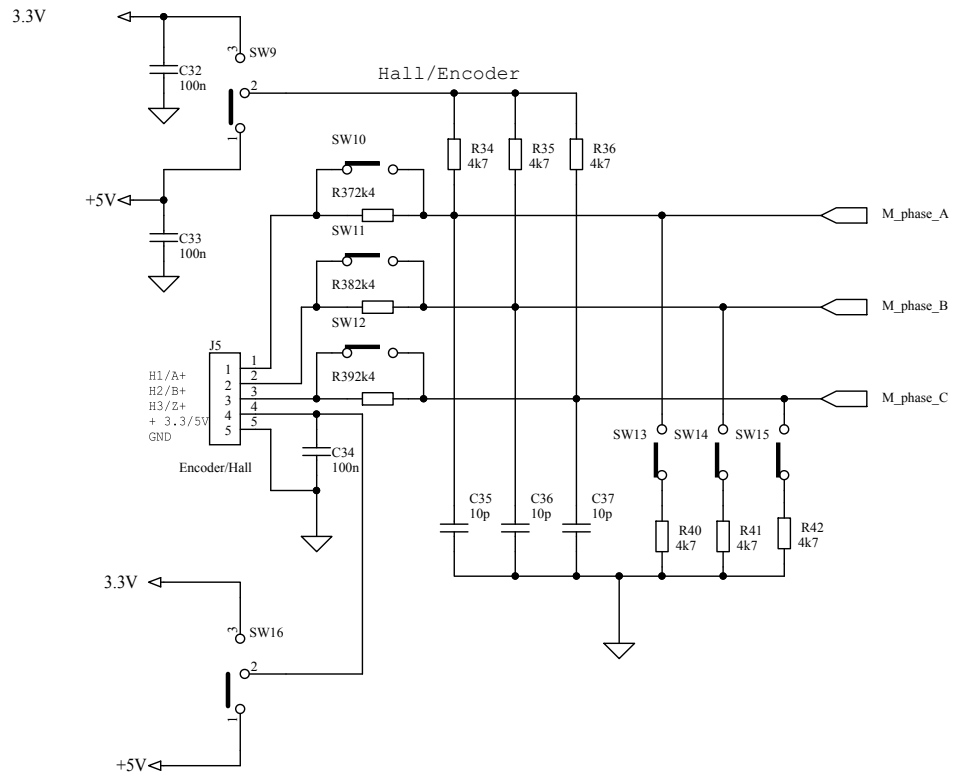 3.3V
SW9
3
C32
100n
2
1
Hall/Encoder
SW10
R34
4k7
R35
4k7
R36
4k7
R372k4
+5V
M_phase_A
SW11
C33
100n
R382k4
M_phase_B
SW12
J5
R392k4
H1/A+
H2/B+
H3/Z+
+ 3.3/5V
GND
1
2
3
4
5
1
2
3
4
5
M_phase_C
Encoder/Hall
C34
100n
SW13
SW14
SW15
C35
10p
C36
10p
C37
10p
R40
4k7
R41
4k7
R42
4k7
3.3V
3
SW16
2
1
+5V